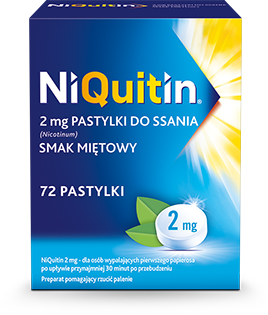 NiQuitin®
2 mg PASTYLKI DO SSANIA
(Nicotinum)
SMAK MIĘTOWY
72 PASTYLKI
2 mg
NiQuitin 2 mg - dla osób wypalających pierwszego papierosa
po upływie przynajmniej 30 minut po przebudzeniu
Preparat pomagający rzucić palenie